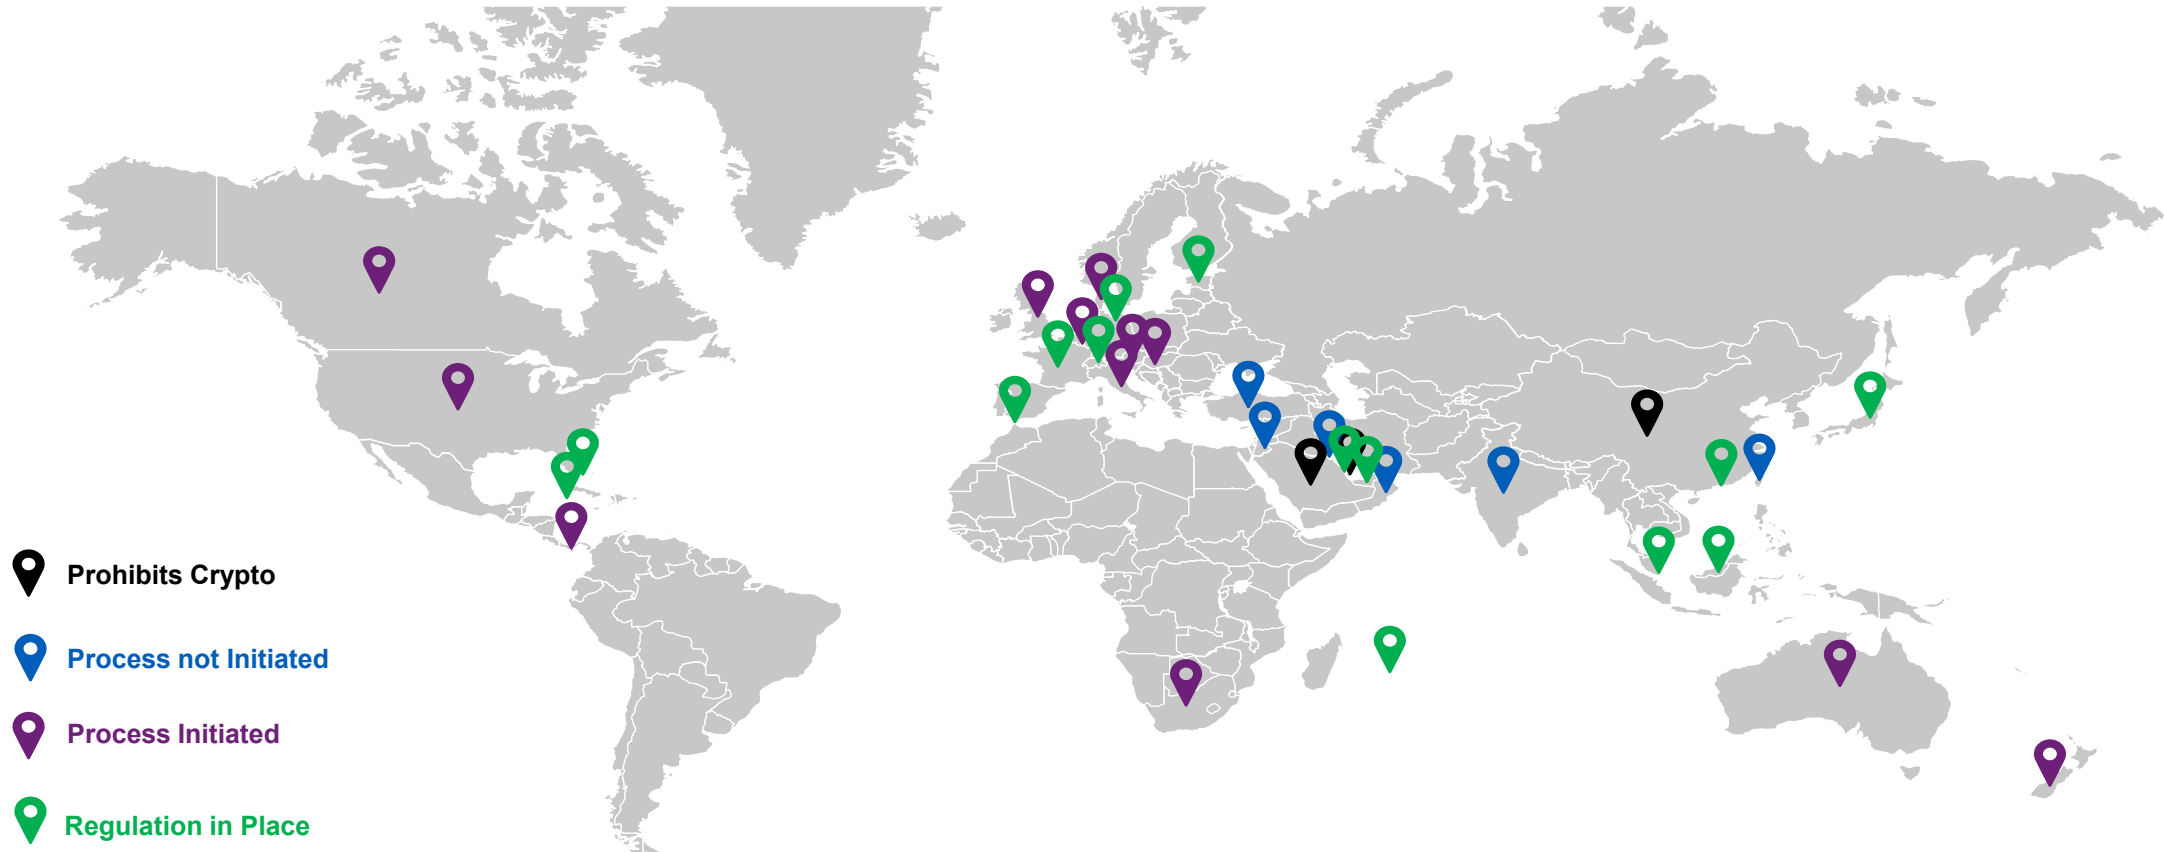 Prohibits Crypto
Process not Initiated
Process Initiated
Regulation in Place